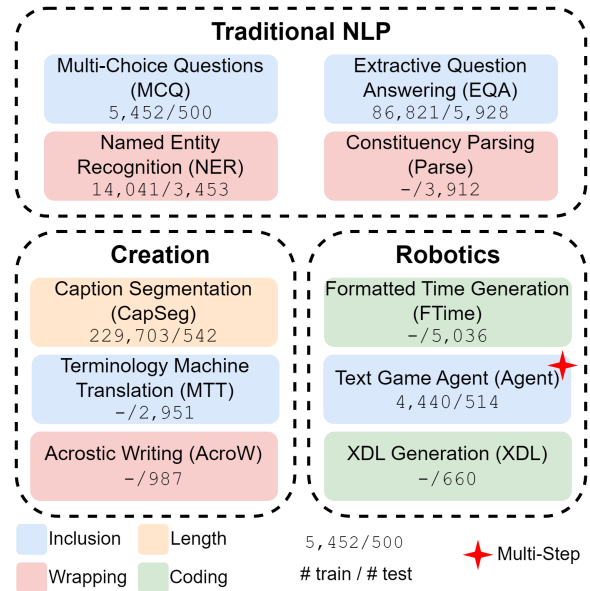 Traditional NLP
Multi-Choice Questions
(MCQ)
5,452/500
Extractive Question
Answering (EQA)
86,821/5,928
Named Entity
Recognition (NER)
14,041/3,453
Constituency Parsing
(Parse)
-/3,912
Creation
Caption Segmentation
(CapSeg)
229,703/542
Terminology Machine
Translation (MTT)
-/2,951
Acrostic Writing (AcroW)
-/987
Robotics
Formatted Time Generation
(FTime)
-/5,036
Text Game Agent (Agent)
4,440/514
XDL Generation (XDL)
-/660
Inclusion
Length
Wrapping
Coding
5,452/500
# train / # test
Multi-Step